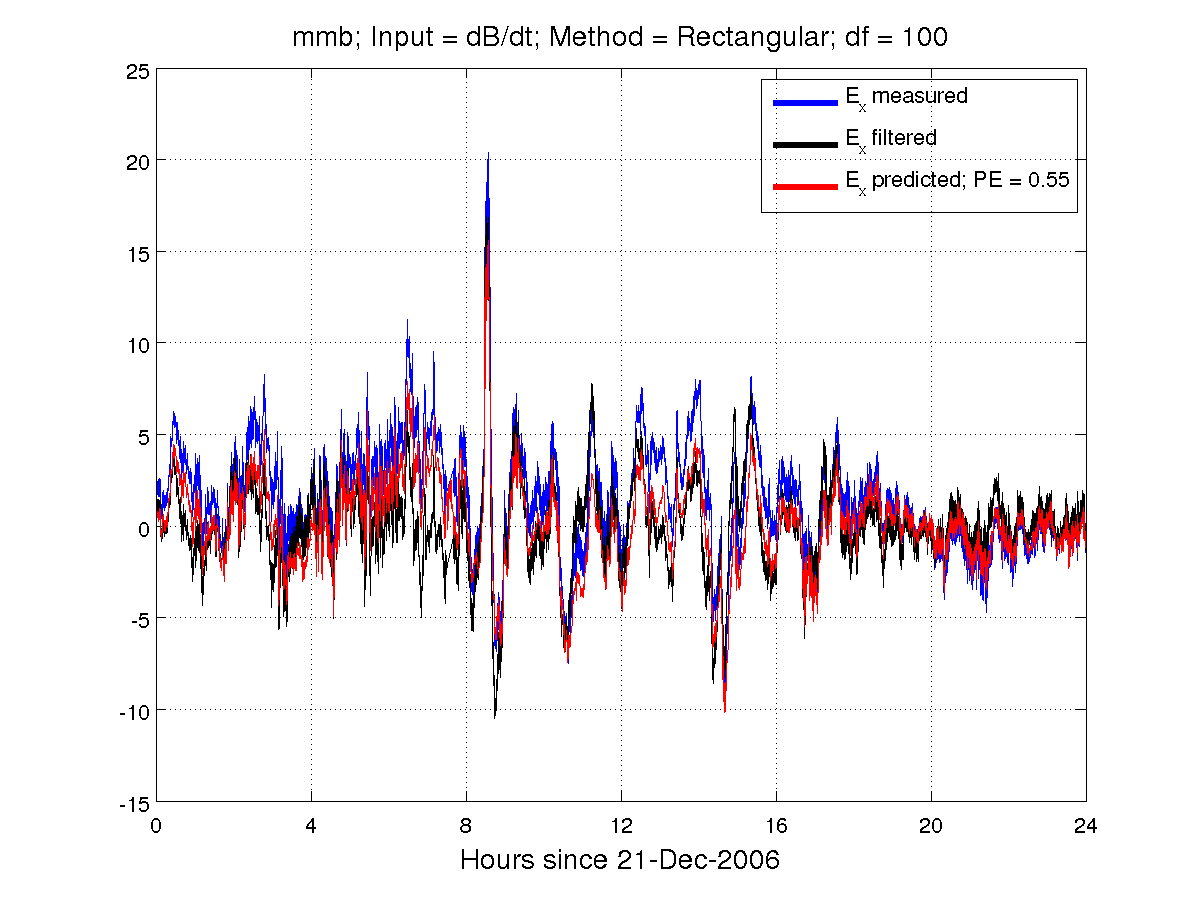 mmb; Input = dB/dt; Method = Rectangular; df = 100
25
20
15
10
5
0
-5
-10
-15
Ex measured
Ex filtered
Ex predicted; PE = 0.55
0 4 8 12 16 20 24
Hours since 21-Dec-2006